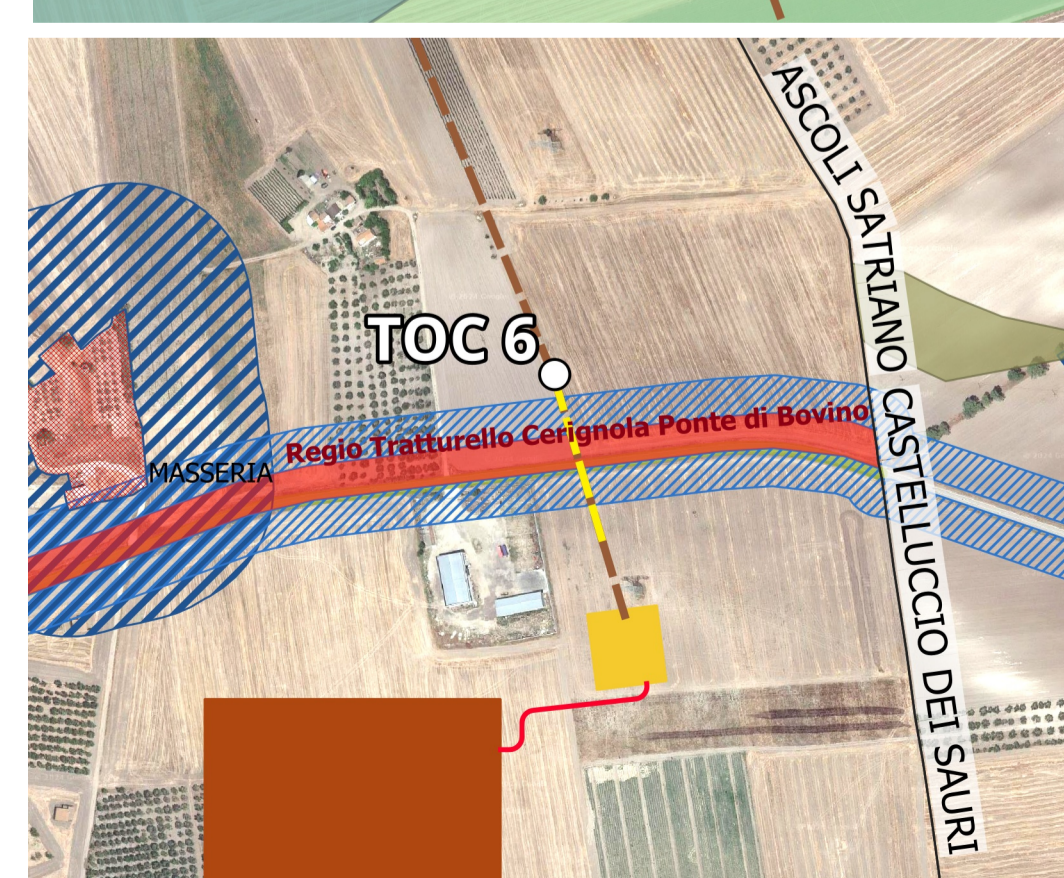 ASCOLI SATRIANO CASTELLUCCIO DEI SAURI
TOC 6
Regio Tratturello Cerignola Ponte di Bovino
MASSERIA